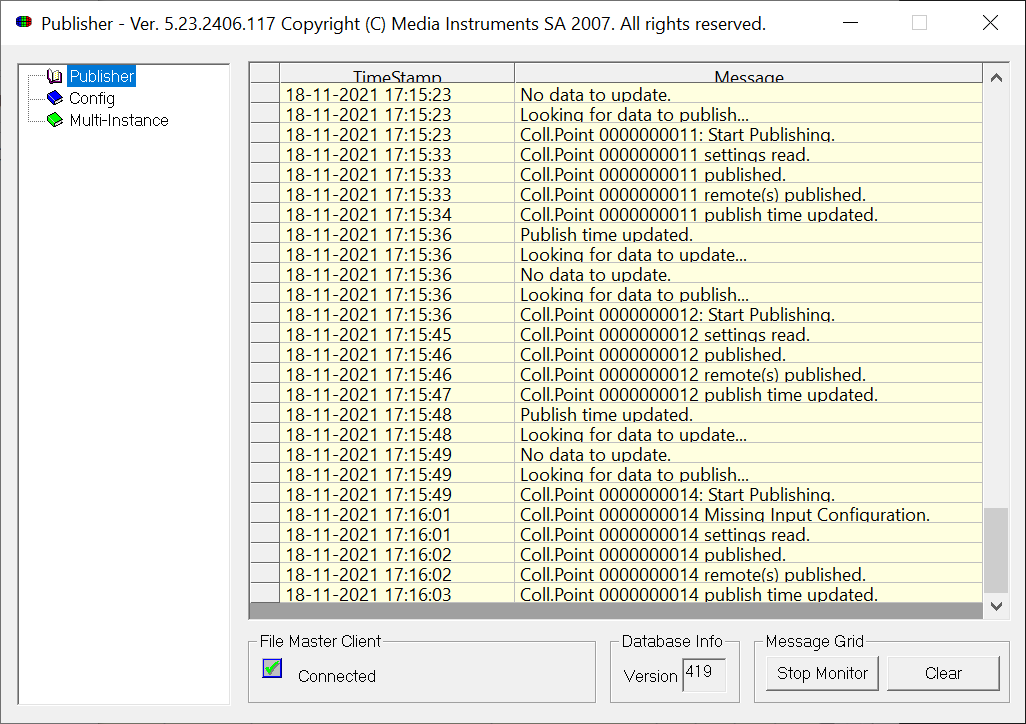 Publisher - Ver. 5.23.2406.117 Copyright (C) Media Instruments SA 2007. All rights reserved.
Publisher
Config
Multi-Instance
TimeStamp Message
18-11-2021 17:15:23 No data to update.
18-11-2021 17:15:23 Looking for data to publish...
18-11-2021 17:15:23 Coll.Point 0000000011: Start Publishing.
18-11-2021 17:15:33 Coll.Point 0000000011 settings read.
18-11-2021 17:15:33 Coll.Point 0000000011 published.
18-11-2021 17:15:33 Coll.Point 0000000011 remote(s) published.
18-11-2021 17:15:34 Coll.Point 0000000011 publish time updated.
18-11-2021 17:15:36 Publish time updated.
18-11-2021 17:15:36 Looking for data to update...
18-11-2021 17:15:36 No data to update.
18-11-2021 17:15:36 Looking for data to publish...
18-11-2021 17:15:36 Coll.Point 0000000012: Start Publishing.
18-11-2021 17:15:45 Coll.Point 0000000012 settings read.
18-11-2021 17:15:46 Coll.Point 0000000012 published.
18-11-2021 17:15:46 Coll.Point 0000000012 remote(s) published.
18-11-2021 17:15:47 Coll.Point 0000000012 publish time updated.
18-11-2021 17:15:48 Publish time updated.
18-11-2021 17:15:48 Looking for data to update...
18-11-2021 17:15:49 No data to update.
18-11-2021 17:15:49 Looking for data to publish...
18-11-2021 17:15:49 Coll.Point 0000000014: Start Publishing.
18-11-2021 17:16:01 Coll.Point 0000000014 Missing Input Configuration.
18-11-2021 17:16:01 Coll.Point 0000000014 settings read.
18-11-2021 17:16:02 Coll.Point 0000000014 published.
18-11-2021 17:16:02 Coll.Point 0000000014 remote(s) published.
18-11-2021 17:16:03 Coll.Point 0000000014 publish time updated.
File Master Client
Connected
Database Info
Version 419
Message Grid
Stop Monitor Clear